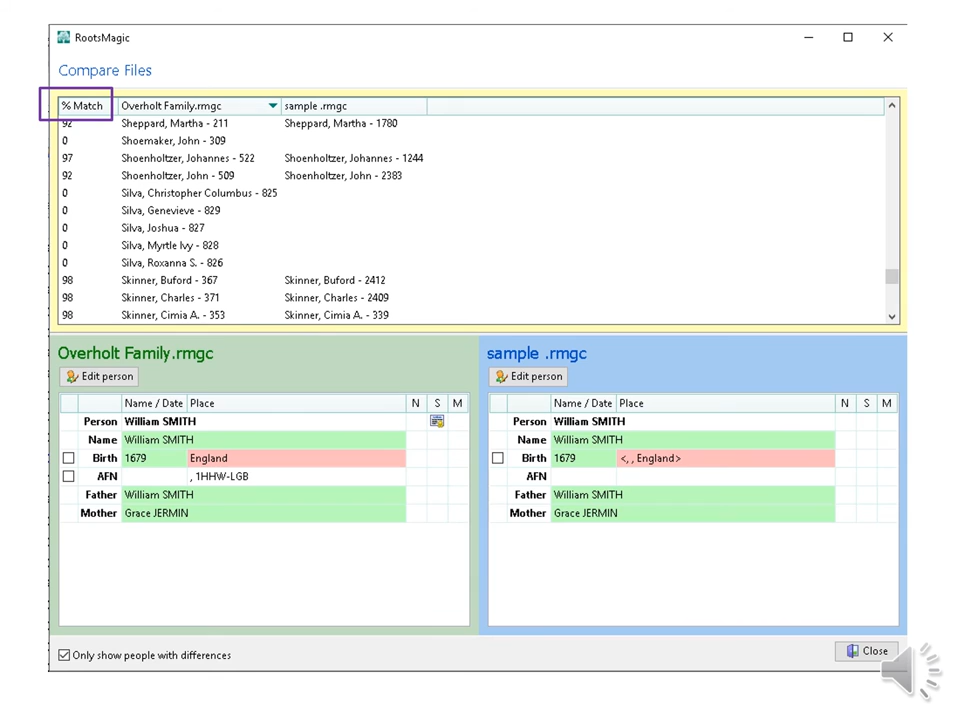 RootsMagic
Compare Files
% Match Overholt Family.rmgc sample .rmgc
92 Sheppard, Martha - 211 Sheppard, Martha - 1780
0 Shoemaker, John - 309
97 Shoenholtzer, Johannes - 522 Shoenholtzer, Johannes - 1244
92 Shoenholtzer, John - 509 Shoenholtzer, John - 2383
0 Silva, Christopher Columbus - 825
0 Silva, Genevieve - 829
0 Silva, Joshua - 827
0 Silva, Myrtle Ivy - 828
0 Silva, Roxanna S. - 826
98 Skinner, Buford - 367 Skinner, Buford - 2412
98 Skinner, Charles - 371 Skinner, Charles - 2409
98 Skinner, Cimia A. - 353 Skinner, Cimia A. - 339
Overholt Family.rmgc
Edit person
Name / Date Place N S M
Person William SMITH
Name William SMITH
Birth 1679 England
AFN , 1HHW-LGB
Father William SMITH
Mother Grace JERMIN
sample .rmgc
Edit person
Name / Date Place N S M
Person William SMITH
Name William SMITH
Birth 1679 <, , England>
AFN
Father William SMITH
Mother Grace JERMIN
Only show people with differences
Close